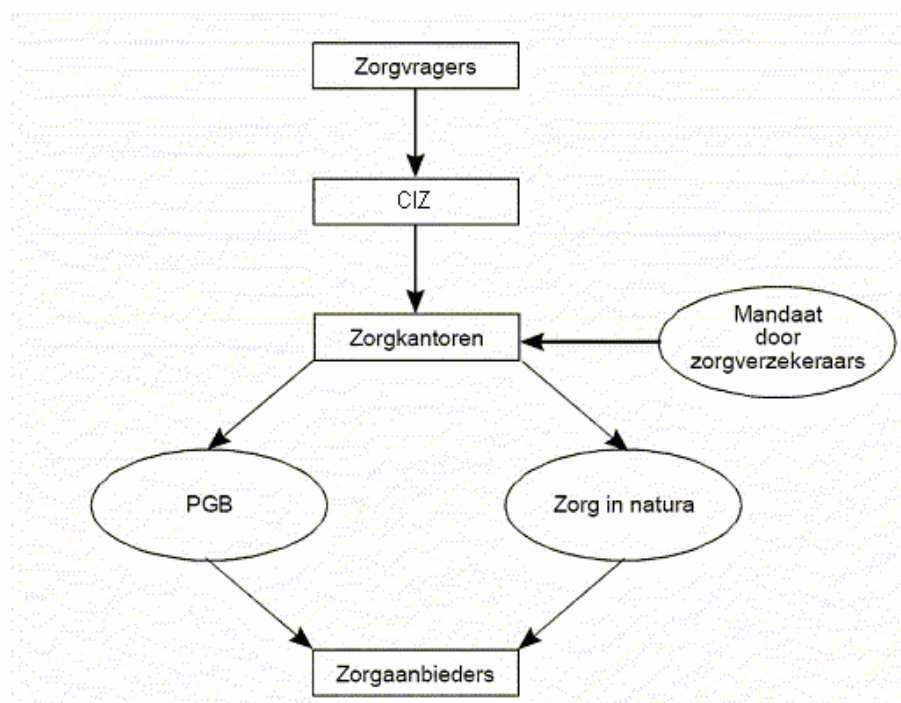 Zorgvragers
CIZ
Zorgkantoren
Mandaat
door
zorgverzekeraars
PGB
Zorg in natura
Zorgaanbieders